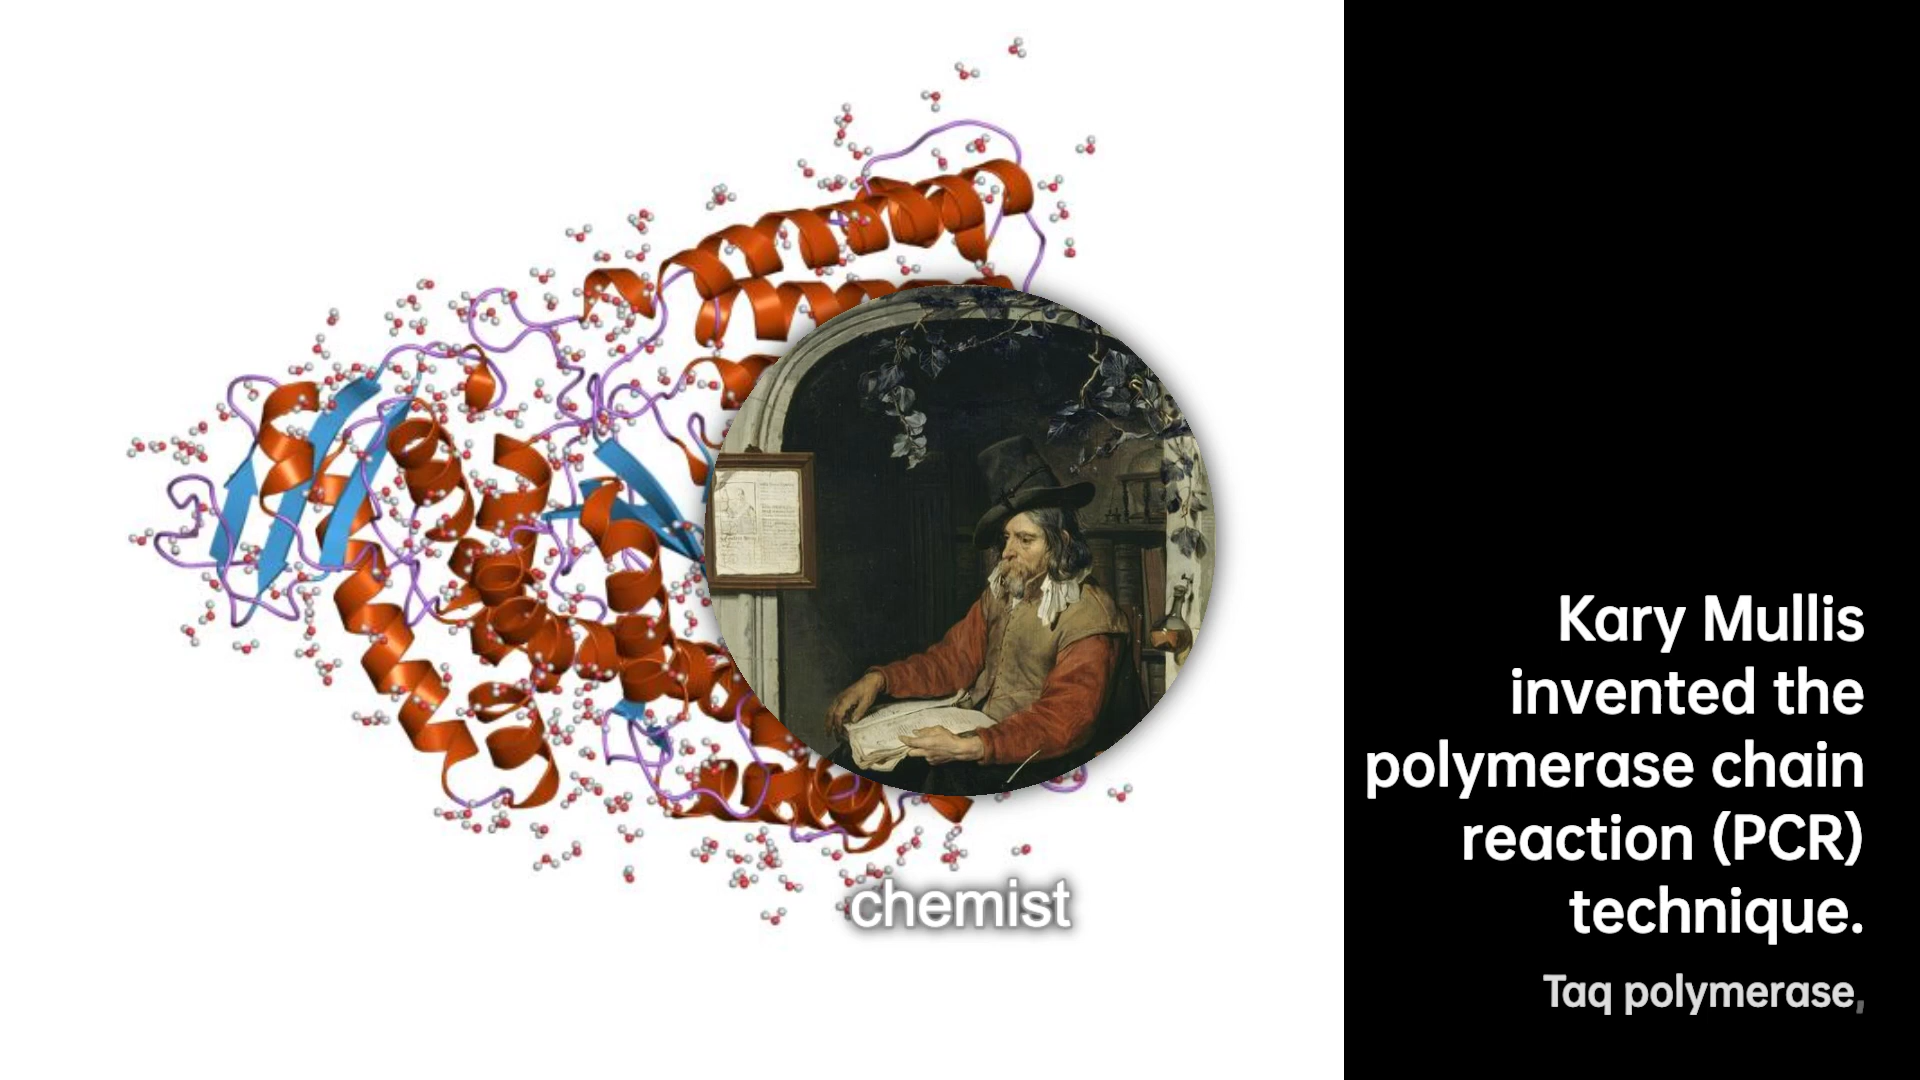 chemist
Kary Mullis
invented the
polymerase chain
reaction (PCR)
technique.
Taq polymerase,